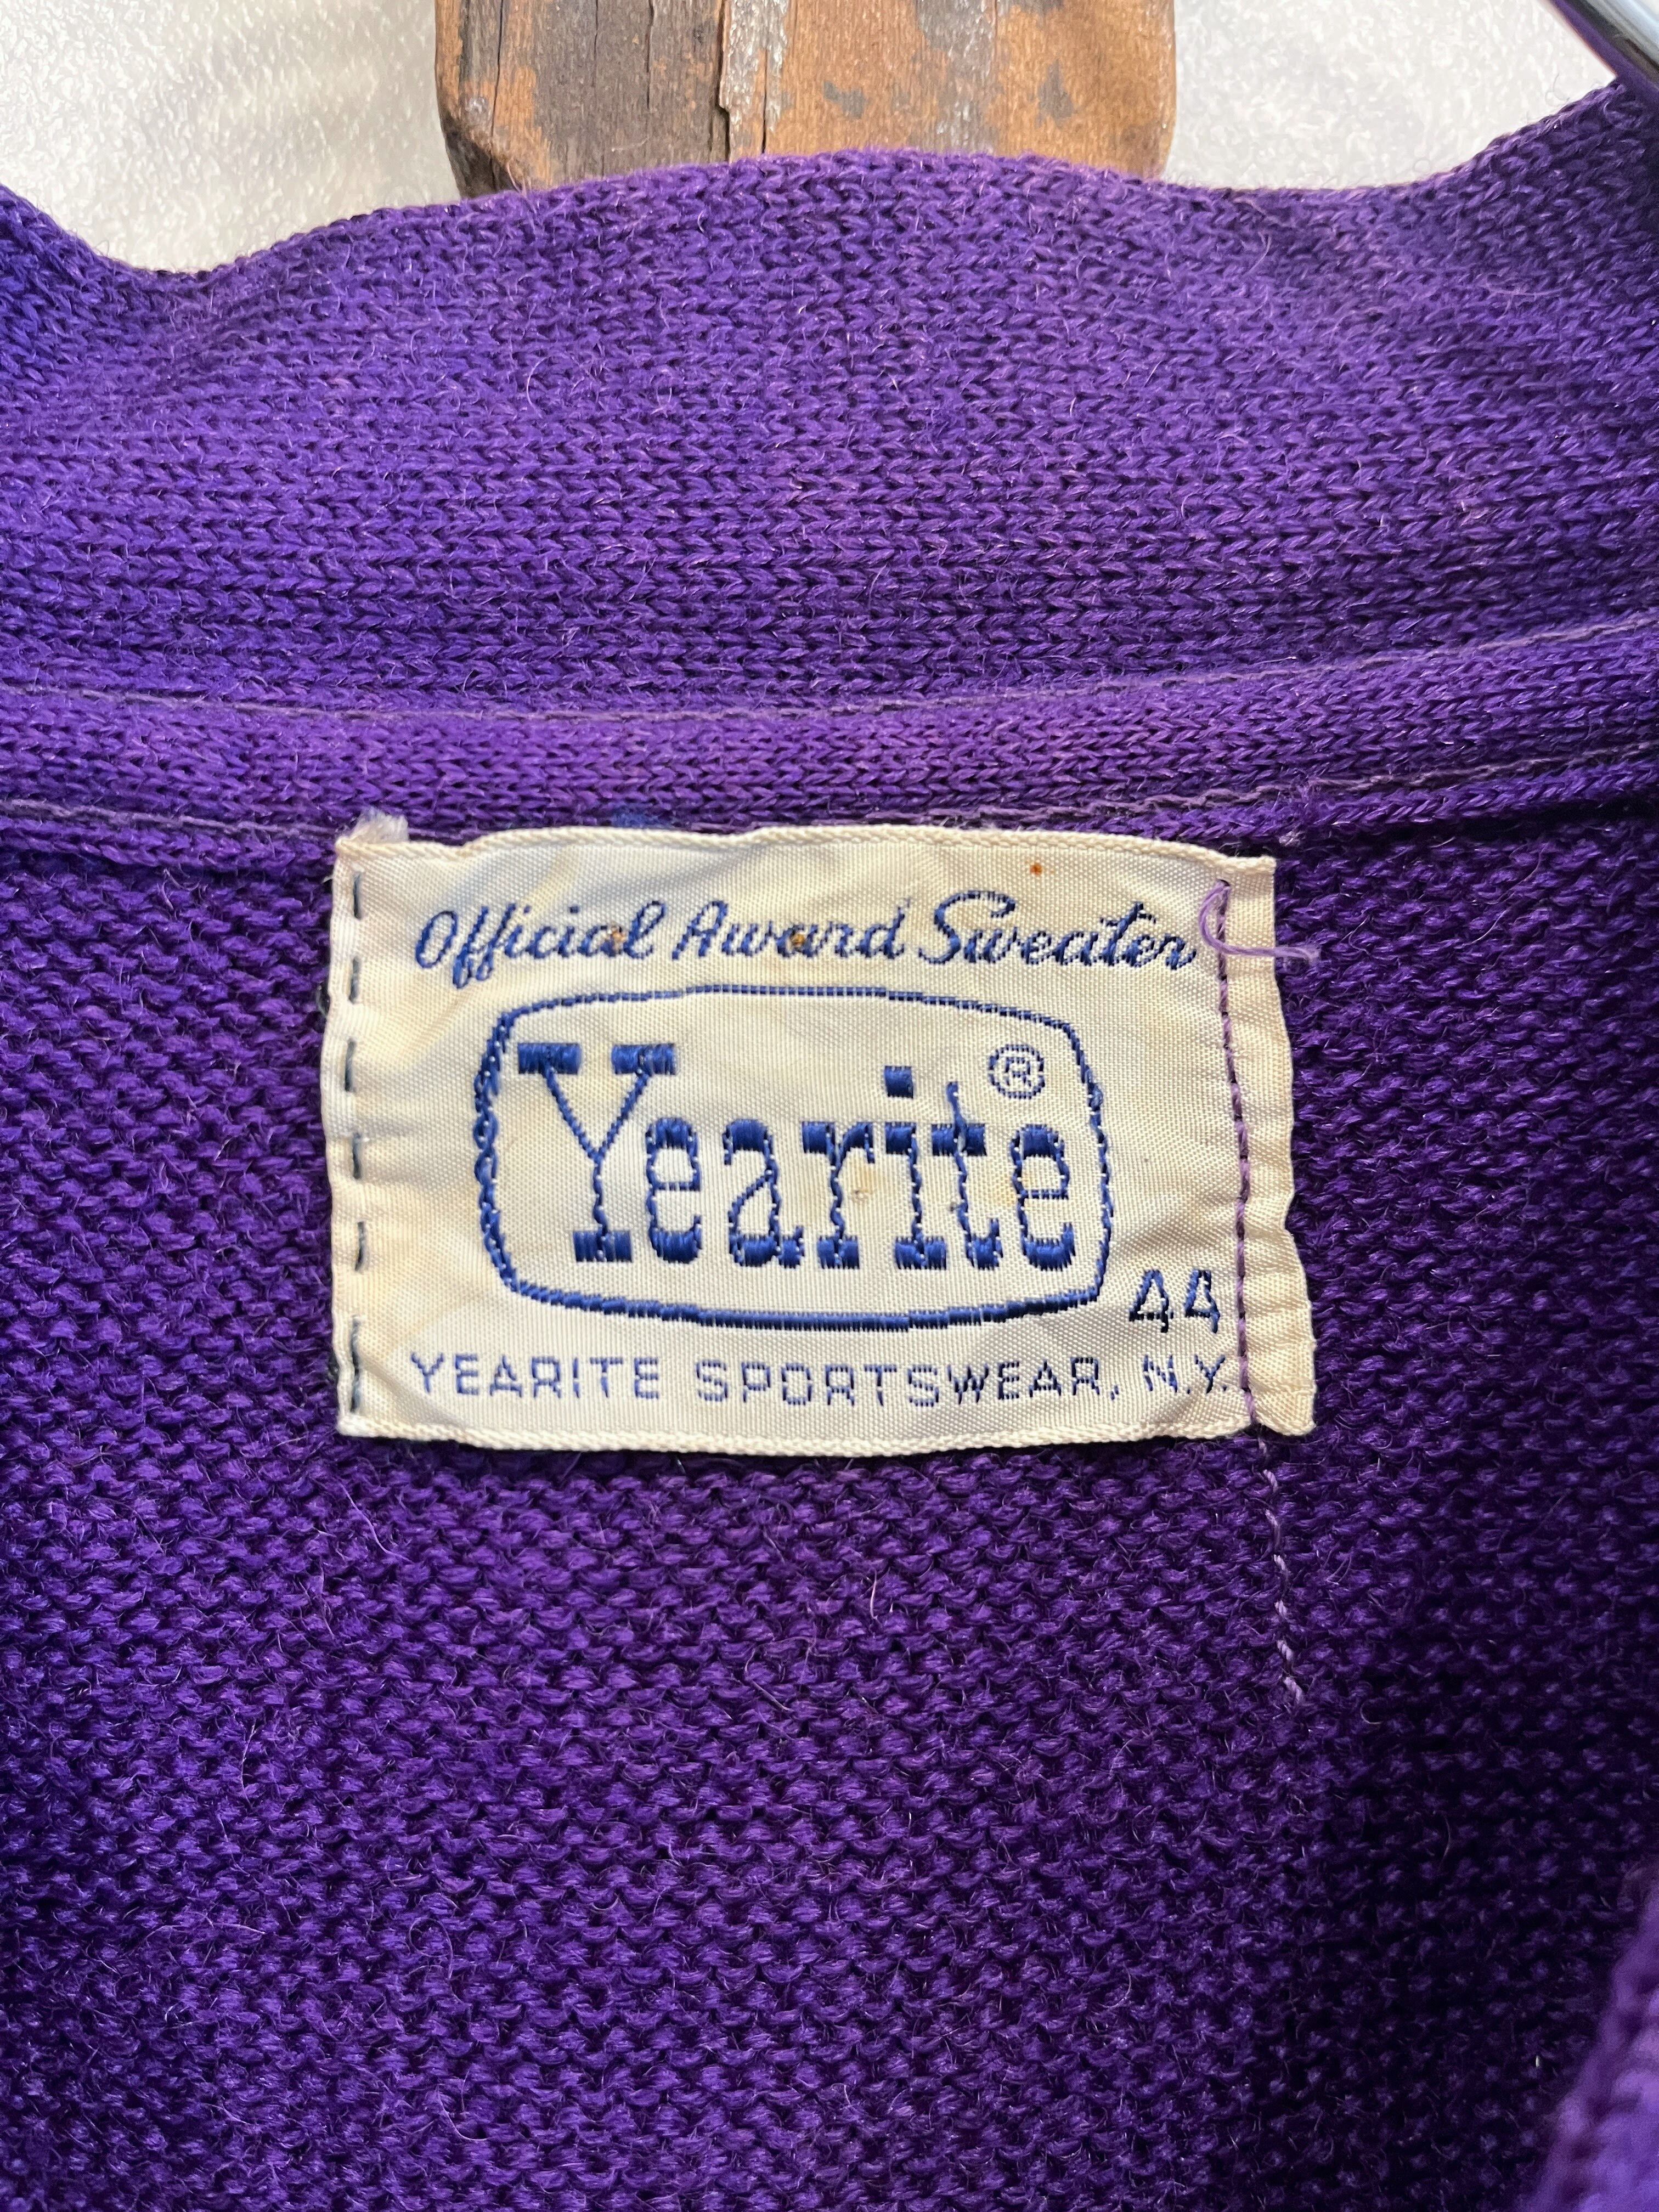 Official Award Sweater
Yearite ®
44
YEARITE SPORTSWEAR, N.Y.